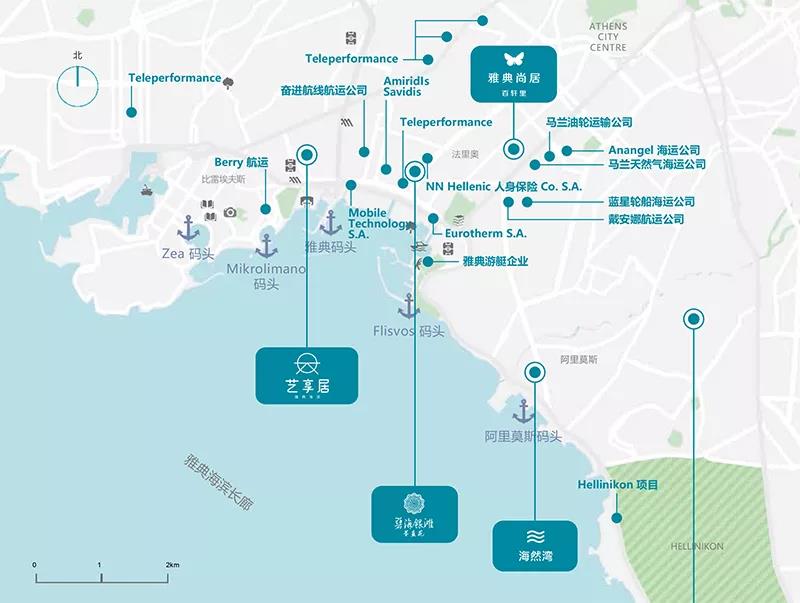 ATHENS
CITY
CENTRE
北
Teleperformance
Teleperformance
雅典尚居
百轩里
奋进航线航运公司
Amiridls
Savidis
Teleperformance
马兰油轮运输公司
Anangel 海运公司
马兰天然气海运公司
法里奥
Berry 航运
比雷埃夫斯
NN Hellenic 人身保险 Co. S.A.
蓝星轮船海运公司
戴安娜航运公司
Mobile
Technology
S.A.
Eurotherm S.A.
雅典码头
Zea 码头
Mikrolimano
码头
雅典游艇企业
Flisvos 码头
阿里莫斯
艺享居
阿里莫斯码头
雅典海滨长廊
Hellinikon 项目
碧海银滩
海然湾
HELLINIKON
0 1 2km